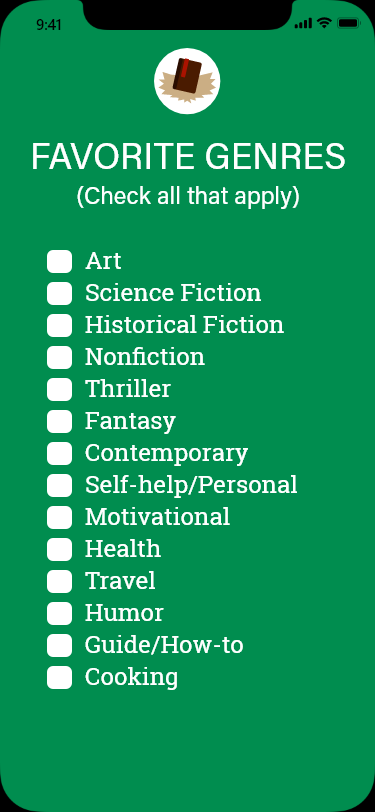 9:41
FAVORITE GENRES
(Check all that apply)
Art
Science Fiction
Historical Fiction
Nonfiction
Thriller
Fantasy
Contemporary
Self-help/Personal
Motivational
Health
Travel
Humor
Guide/How-to
Cooking